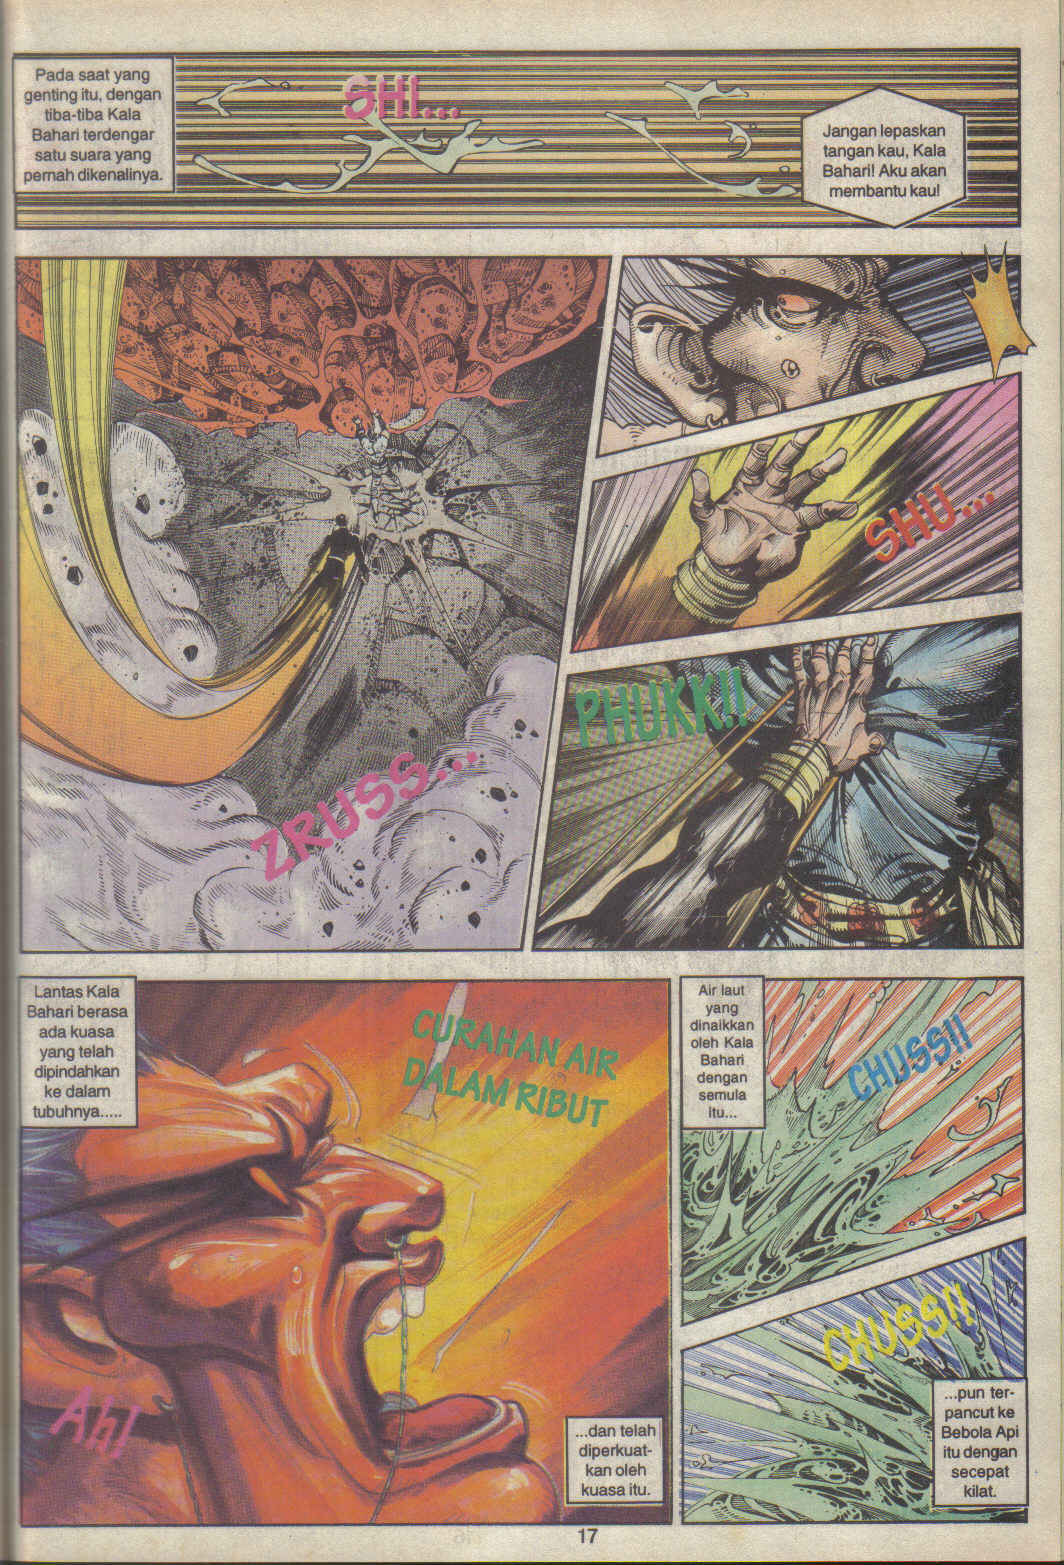 Pada saat yang
genting itu, dengan
tiba-tiba Kala
Bahari terdengar
satu suara yang
pernah dikenalinya.
SHI...
Jangan lepaskan
tangan kau, Kala
Bahari! Aku akan
membantu kau!
ZRUSS...
SHU...
PHUKK!!
Lantas Kala
Bahari berasa
ada kuasa
yang telah
dipindahkan
ke dalam
tubuhnya.....
CURAHAN AIR
DALAM RIBUT
Ah!
...dan telah
diperkuat-
kan oleh
kuasa itu.
Air laut
yang
dinaikkan
oleh Kala
Bahari
dengan
semula
itu...
CHUSS!!
CHUSS!!
...pun ter-
pancut ke
Bebola Api
itu dengan
secepat
kilat.
17